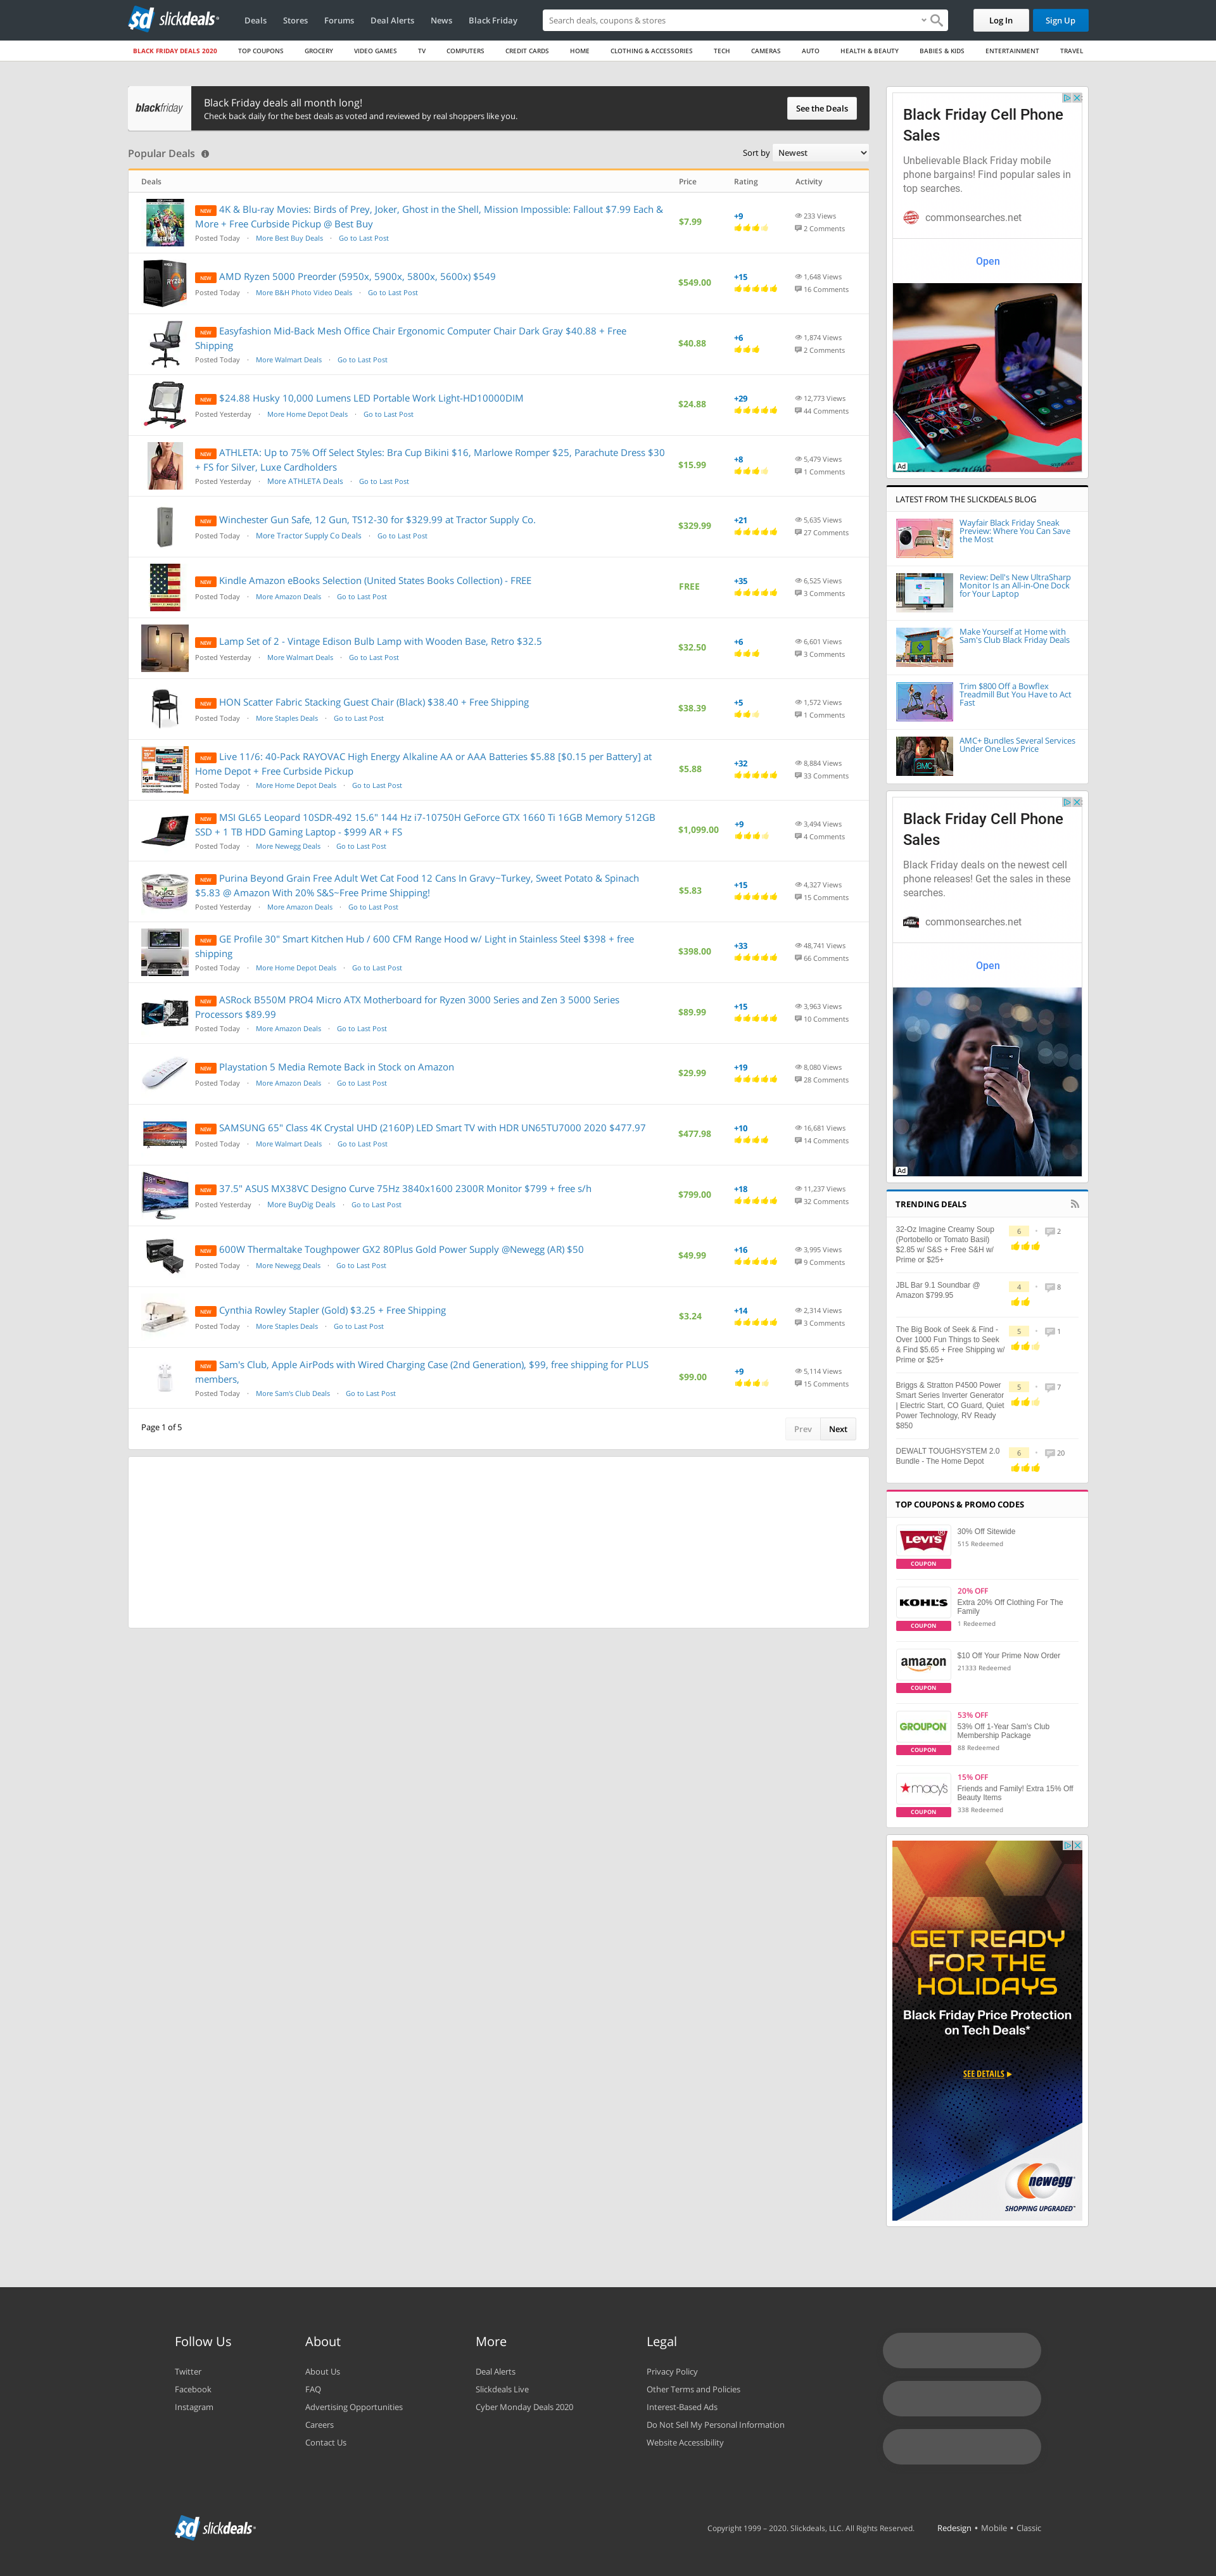 sd slickdeals
Deals
Stores
Forums
Deal Alerts
News
Black Friday
Search deals, coupons & stores
Log In
Sign Up
BLACK FRIDAY DEALS 2020
TOP COUPONS
GROCERY
VIDEO GAMES
TV
COMPUTERS
CREDIT CARDS
HOME
CLOTHING & ACCESSORIES
TECH
CAMERAS
AUTO
HEALTH & BEAUTY
BABIES & KIDS
ENTERTAINMENT
TRAVEL
blackfriday
Black Friday deals all month long!
Check back daily for the best deals as voted and reviewed by real shoppers like you.
See the Deals
Popular Deals
Sort by Newest
Deals Price Rating Activity
NEW 4K & Blu-ray Movies: Birds of Prey, Joker, Ghost in the Shell, Mission Impossible: Fallout $7.99 Each &
More + Free Curbside Pickup @ Best Buy
Posted Today · More Best Buy Deals · Go to Last Post
$7.99
+9
233 Views
2 Comments
NEW AMD Ryzen 5000 Preorder (5950x, 5900x, 5800x, 5600x) $549
Posted Today · More B&H Photo Video Deals · Go to Last Post
$549.00
+15
1,648 Views
16 Comments
NEW Easyfashion Mid-Back Mesh Office Chair Ergonomic Computer Chair Dark Gray $40.88 + Free
Shipping
Posted Today · More Walmart Deals · Go to Last Post
$40.88
+6
1,874 Views
2 Comments
NEW $24.88 Husky 10,000 Lumens LED Portable Work Light-HD10000DIM
Posted Yesterday · More Home Depot Deals · Go to Last Post
$24.88
+29
12,773 Views
44 Comments
NEW ATHLETA: Up to 75% Off Select Styles: Bra Cup Bikini $16, Marlowe Romper $25, Parachute Dress $30
+ FS for Silver, Luxe Cardholders
Posted Yesterday · More ATHLETA Deals · Go to Last Post
$15.99
+8
5,479 Views
1 Comments
NEW Winchester Gun Safe, 12 Gun, TS12-30 for $329.99 at Tractor Supply Co.
Posted Today · More Tractor Supply Co Deals · Go to Last Post
$329.99
+21
5,635 Views
27 Comments
NEW Kindle Amazon eBooks Selection (United States Books Collection) - FREE
Posted Today · More Amazon Deals · Go to Last Post
FREE
+35
6,525 Views
3 Comments
NEW Lamp Set of 2 - Vintage Edison Bulb Lamp with Wooden Base, Retro $32.5
Posted Yesterday · More Walmart Deals · Go to Last Post
$32.50
+6
6,601 Views
3 Comments
NEW HON Scatter Fabric Stacking Guest Chair (Black) $38.40 + Free Shipping
Posted Today · More Staples Deals · Go to Last Post
$38.39
+5
1,572 Views
1 Comments
NEW Live 11/6: 40-Pack RAYOVAC High Energy Alkaline AA or AAA Batteries $5.88 [$0.15 per Battery] at
Home Depot + Free Curbside Pickup
Posted Today · More Home Depot Deals · Go to Last Post
$5.88
+32
8,884 Views
33 Comments
NEW MSI GL65 Leopard 10SDR-492 15.6" 144 Hz i7-10750H GeForce GTX 1660 Ti 16GB Memory 512GB
SSD + 1 TB HDD Gaming Laptop - $999 AR + FS
Posted Today · More Newegg Deals · Go to Last Post
$1,099.00
+9
3,494 Views
4 Comments
NEW Purina Beyond Grain Free Adult Wet Cat Food 12 Cans In Gravy~Turkey, Sweet Potato & Spinach
$5.83 @ Amazon With 20% S&S~Free Prime Shipping!
Posted Yesterday · More Amazon Deals · Go to Last Post
$5.83
+15
4,327 Views
15 Comments
NEW GE Profile 30" Smart Kitchen Hub / 600 CFM Range Hood w/ Light in Stainless Steel $398 + free
shipping
Posted Today · More Home Depot Deals · Go to Last Post
$398.00
+33
48,741 Views
66 Comments
NEW ASRock B550M PRO4 Micro ATX Motherboard for Ryzen 3000 Series and Zen 3 5000 Series
Processors $89.99
Posted Today · More Amazon Deals · Go to Last Post
$89.99
+15
3,963 Views
10 Comments
NEW Playstation 5 Media Remote Back in Stock on Amazon
Posted Today · More Amazon Deals · Go to Last Post
$29.99
+19
8,080 Views
28 Comments
NEW SAMSUNG 65" Class 4K Crystal UHD (2160P) LED Smart TV with HDR UN65TU7000 2020 $477.97
Posted Today · More Walmart Deals · Go to Last Post
$477.98
+10
16,681 Views
14 Comments
NEW 37.5" ASUS MX38VC Designo Curve 75Hz 3840x1600 2300R Monitor $799 + free s/h
Posted Yesterday · More BuyDig Deals · Go to Last Post
$799.00
+18
11,237 Views
32 Comments
NEW 600W Thermaltake Toughpower GX2 80Plus Gold Power Supply @Newegg (AR) $50
Posted Today · More Newegg Deals · Go to Last Post
$49.99
+16
3,995 Views
9 Comments
NEW Cynthia Rowley Stapler (Gold) $3.25 + Free Shipping
Posted Today · More Staples Deals · Go to Last Post
$3.24
+14
2,314 Views
3 Comments
NEW Sam's Club, Apple AirPods with Wired Charging Case (2nd Generation), $99, free shipping for PLUS
members,
Posted Today · More Sam's Club Deals · Go to Last Post
$99.00
+9
5,114 Views
15 Comments
Page 1 of 5
Prev
Next
Black Friday Cell Phone
Sales
Unbelievable Black Friday mobile
phone bargains! Find popular sales in
top searches.
commonsearches.net
Open
Ad
LATEST FROM THE SLICKDEALS BLOG
Wayfair Black Friday Sneak
Preview: Where You Can Save
the Most
Review: Dell's New UltraSharp
Monitor Is an All-in-One Dock
for Your Laptop
Make Yourself at Home with
Sam's Club Black Friday Deals
Trim $800 Off a Bowflex
Treadmill But You Have to Act
Fast
AMC+ Bundles Several Services
Under One Low Price
Black Friday Cell Phone
Sales
Black Friday deals on the newest cell
phone releases! Get the sales in these
searches.
commonsearches.net
Open
Ad
TRENDING DEALS
32-Oz Imagine Creamy Soup
(Portobello or Tomato Basil)
$2.85 w/ S&S + Free S&H w/
Prime or $25+
6 · 2
JBL Bar 9.1 Soundbar @
Amazon $799.95
4 · 8
The Big Book of Seek & Find -
Over 1000 Fun Things to Seek
& Find $5.65 + Free Shipping w/
Prime or $25+
5 · 1
Briggs & Stratton P4500 Power
Smart Series Inverter Generator
| Electric Start, CO Guard, Quiet
Power Technology, RV Ready
$850
5 · 7
DEWALT TOUGHSYSTEM 2.0
Bundle - The Home Depot
6 · 20
TOP COUPONS & PROMO CODES
LEVI'S
COUPON
30% Off Sitewide
515 Redeemed
KOHL'S
COUPON
20% OFF
Extra 20% Off Clothing For The
Family
1 Redeemed
amazon
COUPON
$10 Off Your Prime Now Order
21333 Redeemed
GROUPON
COUPON
53% OFF
53% Off 1-Year Sam's Club
Membership Package
88 Redeemed
macy's
COUPON
15% OFF
Friends and Family! Extra 15% Off
Beauty Items
338 Redeemed
GET READY
FOR THE
HOLIDAYS
Black Friday Price Protection
on Tech Deals*
SEE DETAILS
newegg
SHOPPING UPGRADED
Follow Us
Twitter
Facebook
Instagram
About
About Us
FAQ
Advertising Opportunities
Careers
Contact Us
More
Deal Alerts
Slickdeals Live
Cyber Monday Deals 2020
Legal
Privacy Policy
Other Terms and Policies
Interest-Based Ads
Do Not Sell My Personal Information
Website Accessibility
sd slickdeals
Copyright 1999 – 2020. Slickdeals, LLC. All Rights Reserved.
Redesign • Mobile • Classic